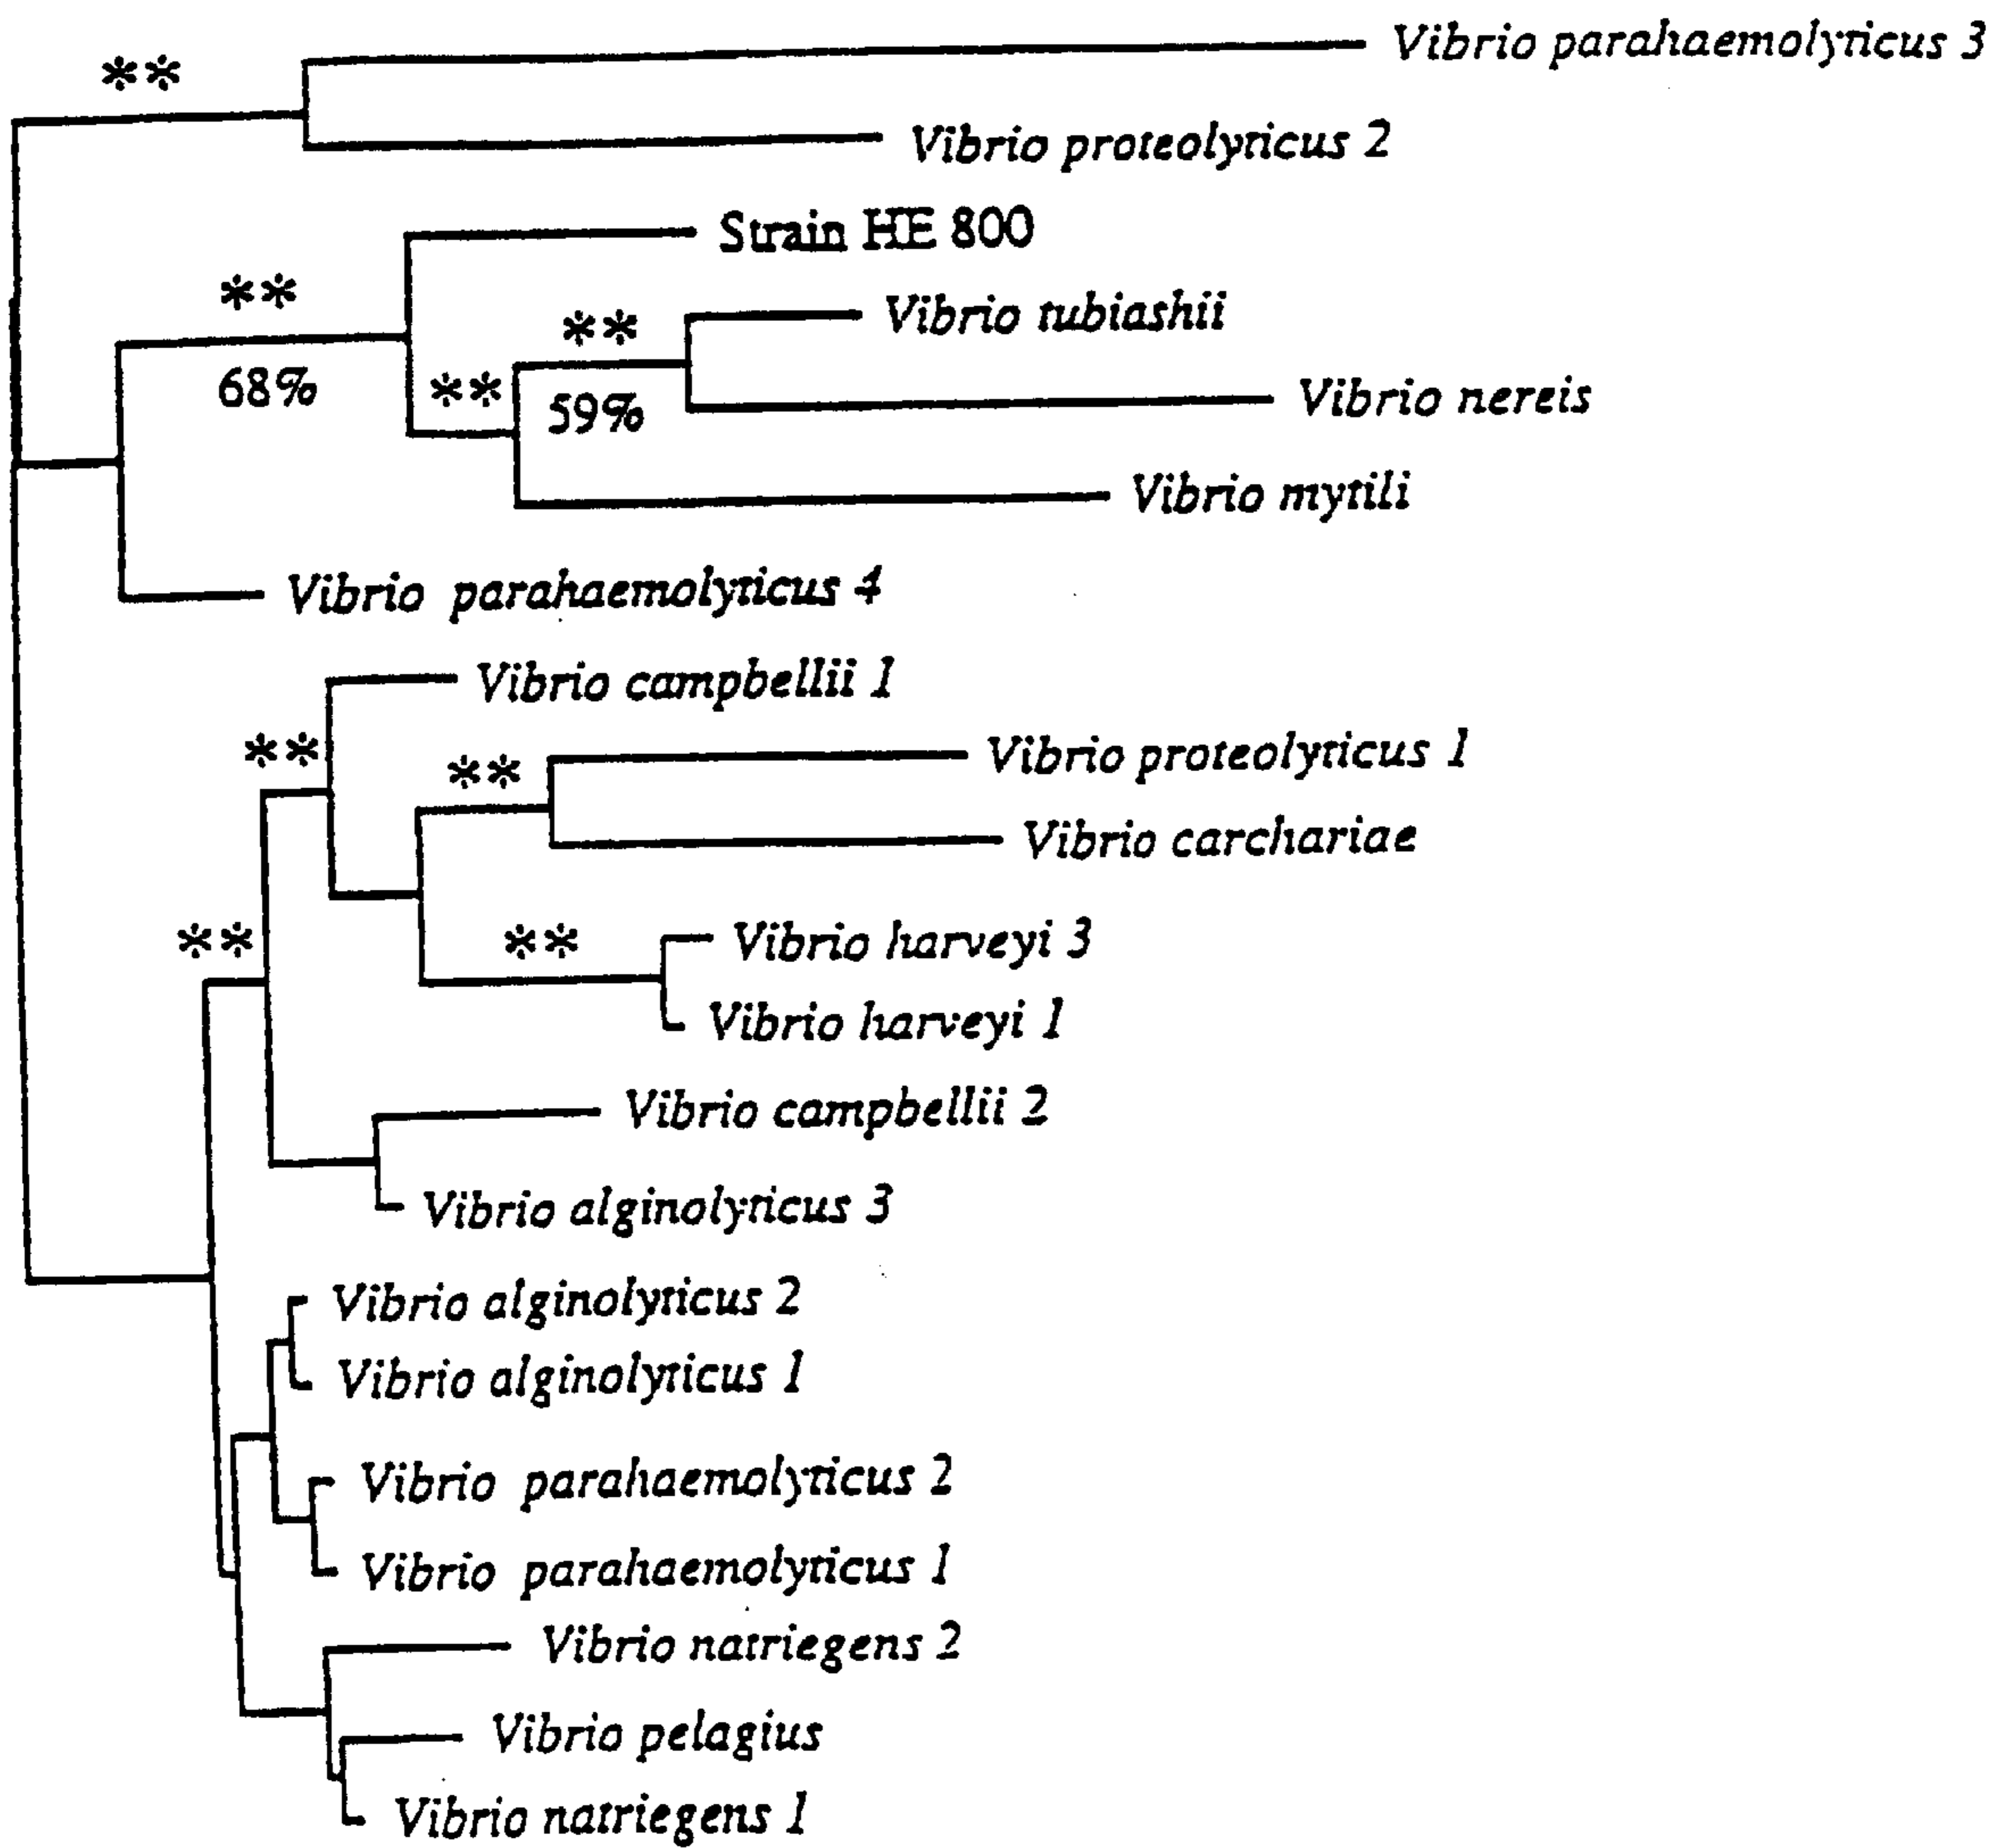 Vibrio parahaemolyticus 3
**
Vibrio proteolyticus 2
Strain HE 800
**
Vibrio tubiashii
**
68%
**
59%
Vibrio nereis
Vibrio mytili
Vibrio parahaemolyticus 4
Vibrio campbellii 1
**
Vibrio proteolyticus 1
**
Vibrio carchariae
**
Vibrio harveyi 3
**
Vibrio harveyi 1
Vibrio campbellii 2
Vibrio alginolyticus 3
Vibrio alginolyticus 2
Vibrio alginolyticus 1
Vibrio parahaemolyticus 2
Vibrio parahaemolyticus 1
Vibrio natriegens 2
Vibrio pelagius
Vibrio natriegens 1